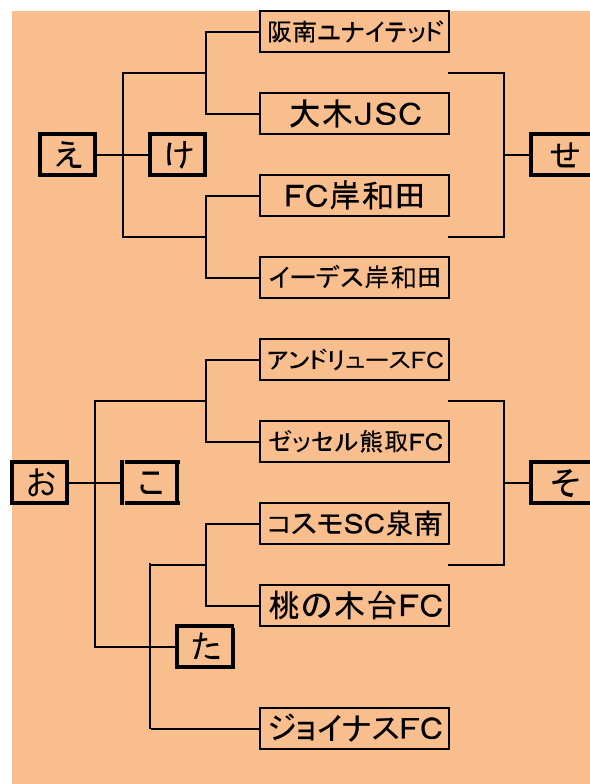 阪南ユナイテッド
大木JSC
え
け
せ
FC岸和田
イーデス岸和田
アンドリュースFC
ゼッセル熊取FC
お
こ
そ
コスモSC泉南
桃の木台FC
た
ジョイナスFC